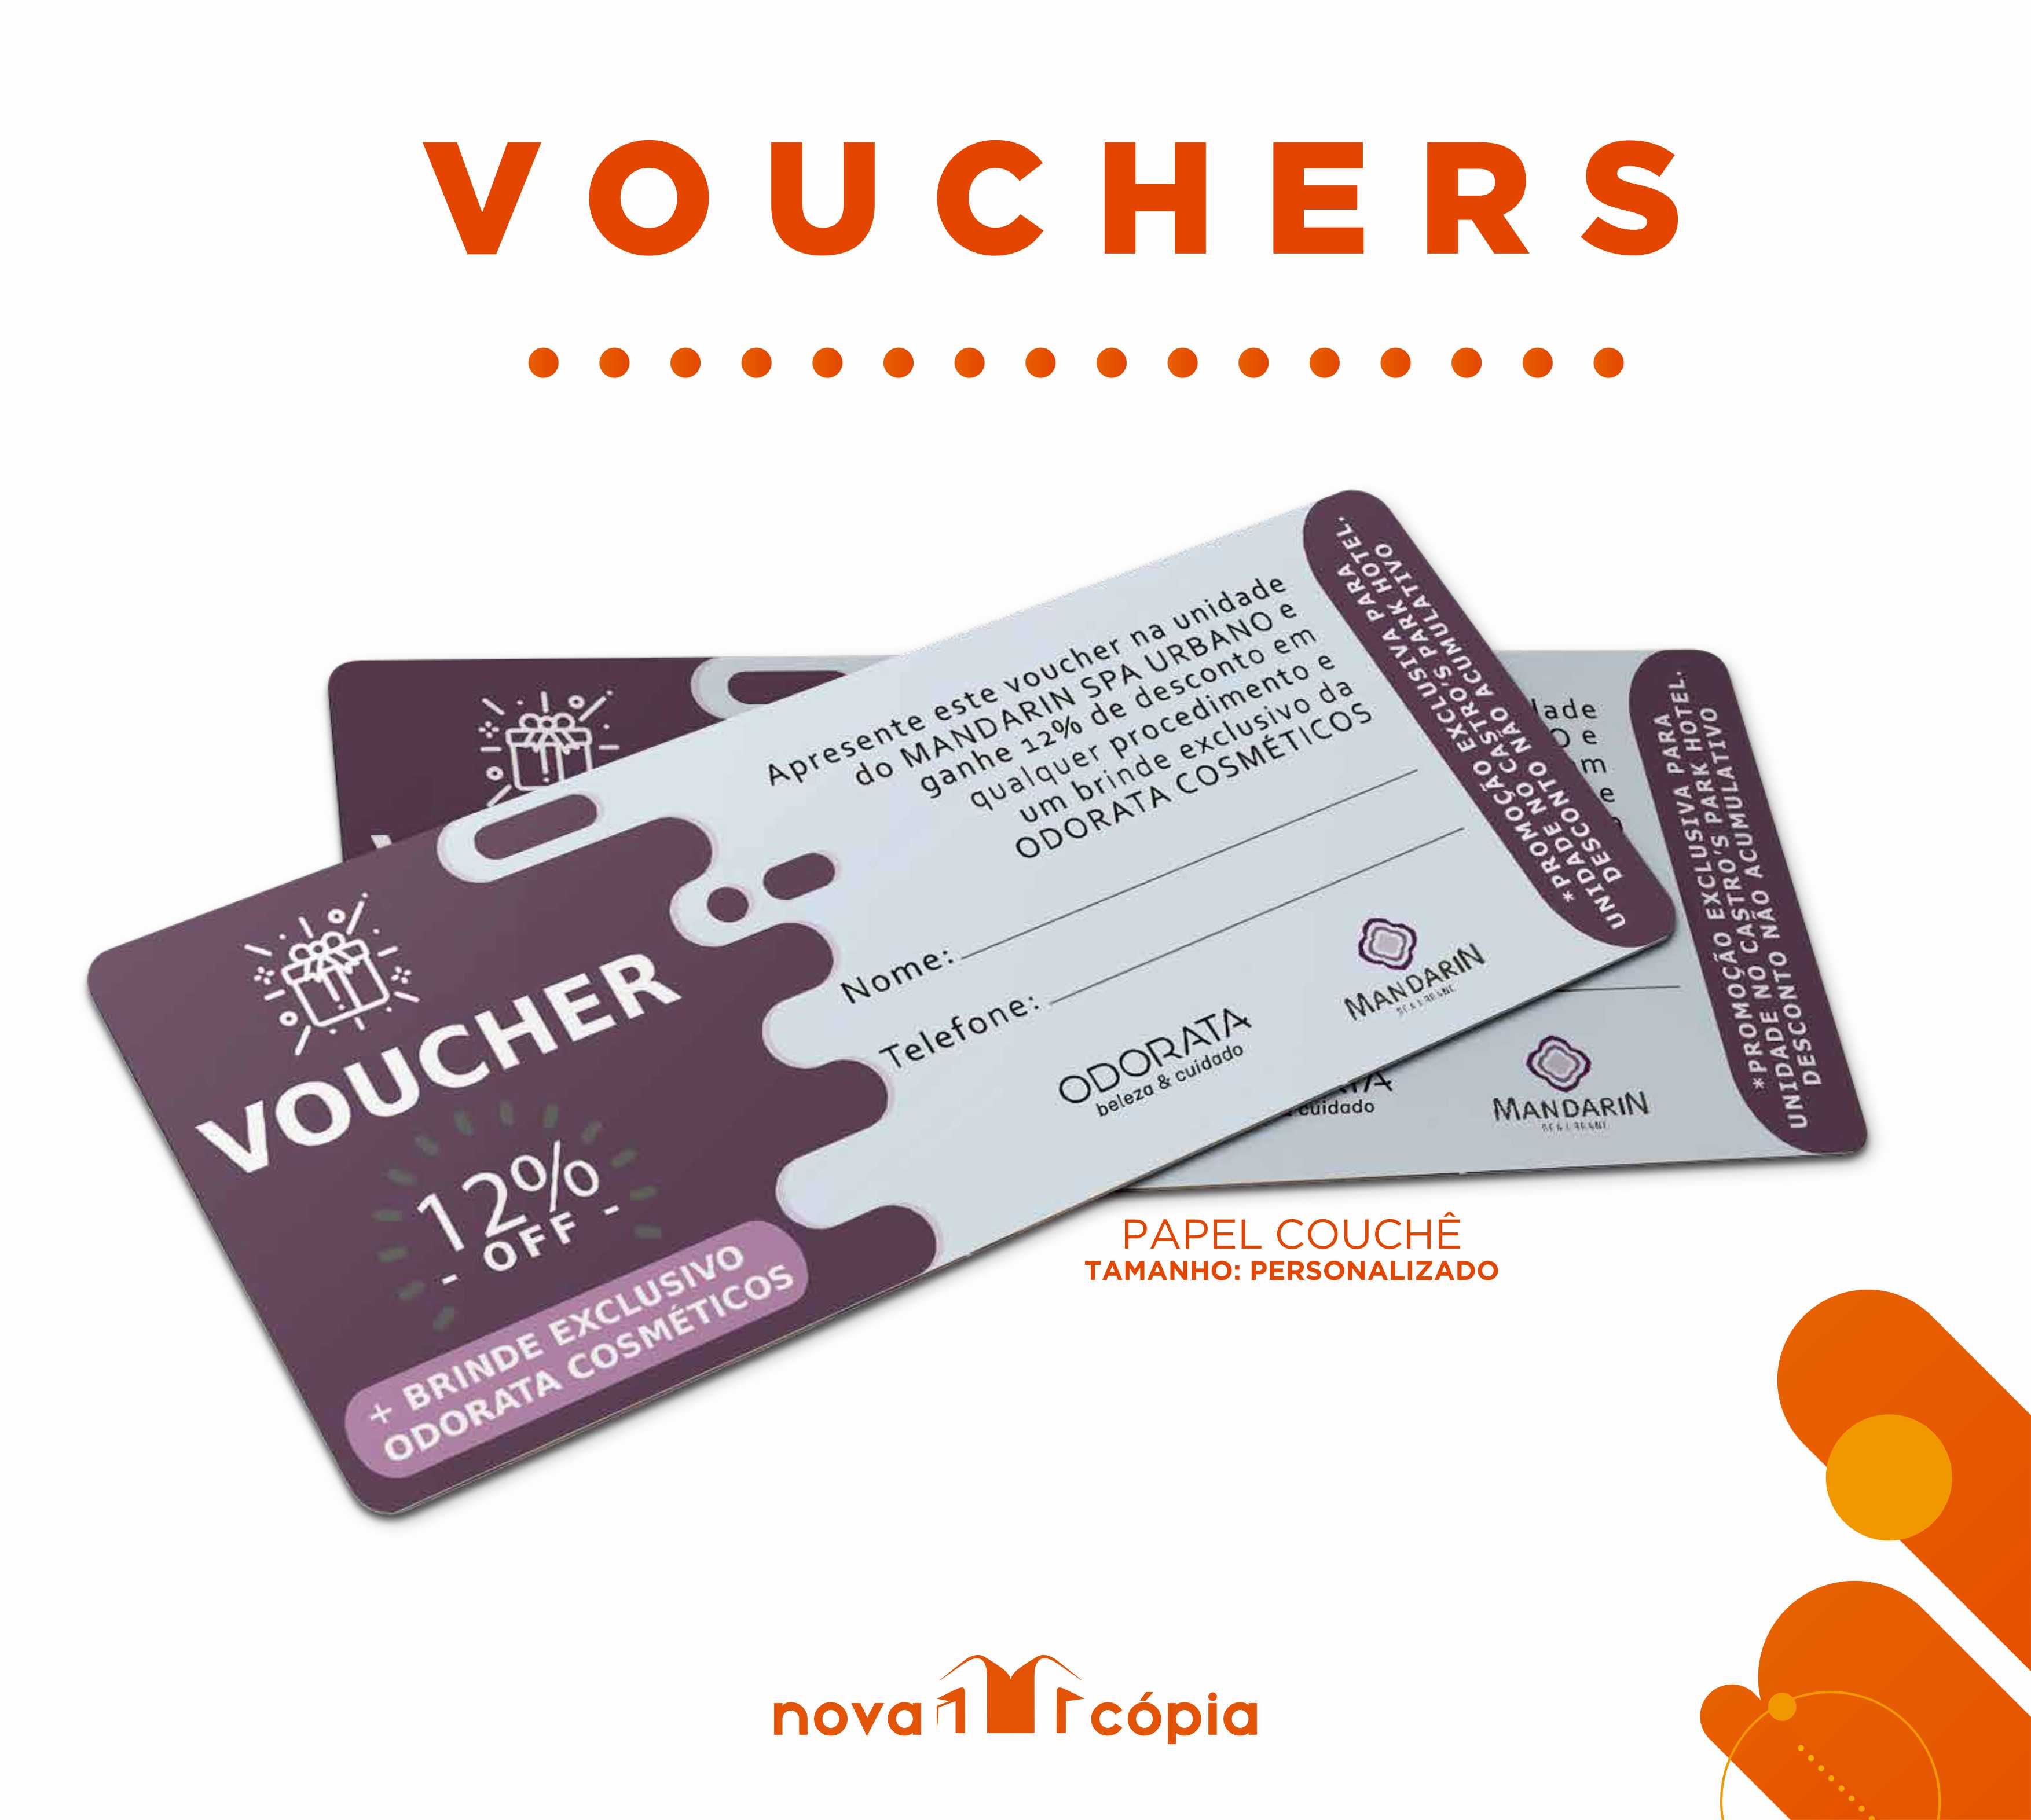 VOUCHERS
VOUCHER
12%
- OFF -
+ BRINDE EXCLUSIVO
ODORATA COSMÉTICOS
Apresente este voucher na unidade
do MANDARIN SPA URBANO e
ganhe 12% de desconto em
qualquer procedimento e
um brinde exclusivo da
ODORATA COSMÉTICOS
Nome:
Telefone:
ODORATA
beleza & cuidado
MANDARIN
*PROMOÇÃO EXCLUSIVA PARA HOTEL.
UNIDADE NO CASTRO'S PARK HOTEL
DESCONTO NÃO ACUMULATIVO
cuidado
MANDARIN
*PROMOÇÃO EXCLUSIVA PARA
UNIDADE NO CASTRO'S PARK HOTEL.
DESCONTO NÃO ACUMULATIVO
PAPEL COUCHÊ
TAMANHO: PERSONALIZADO
nova cópia